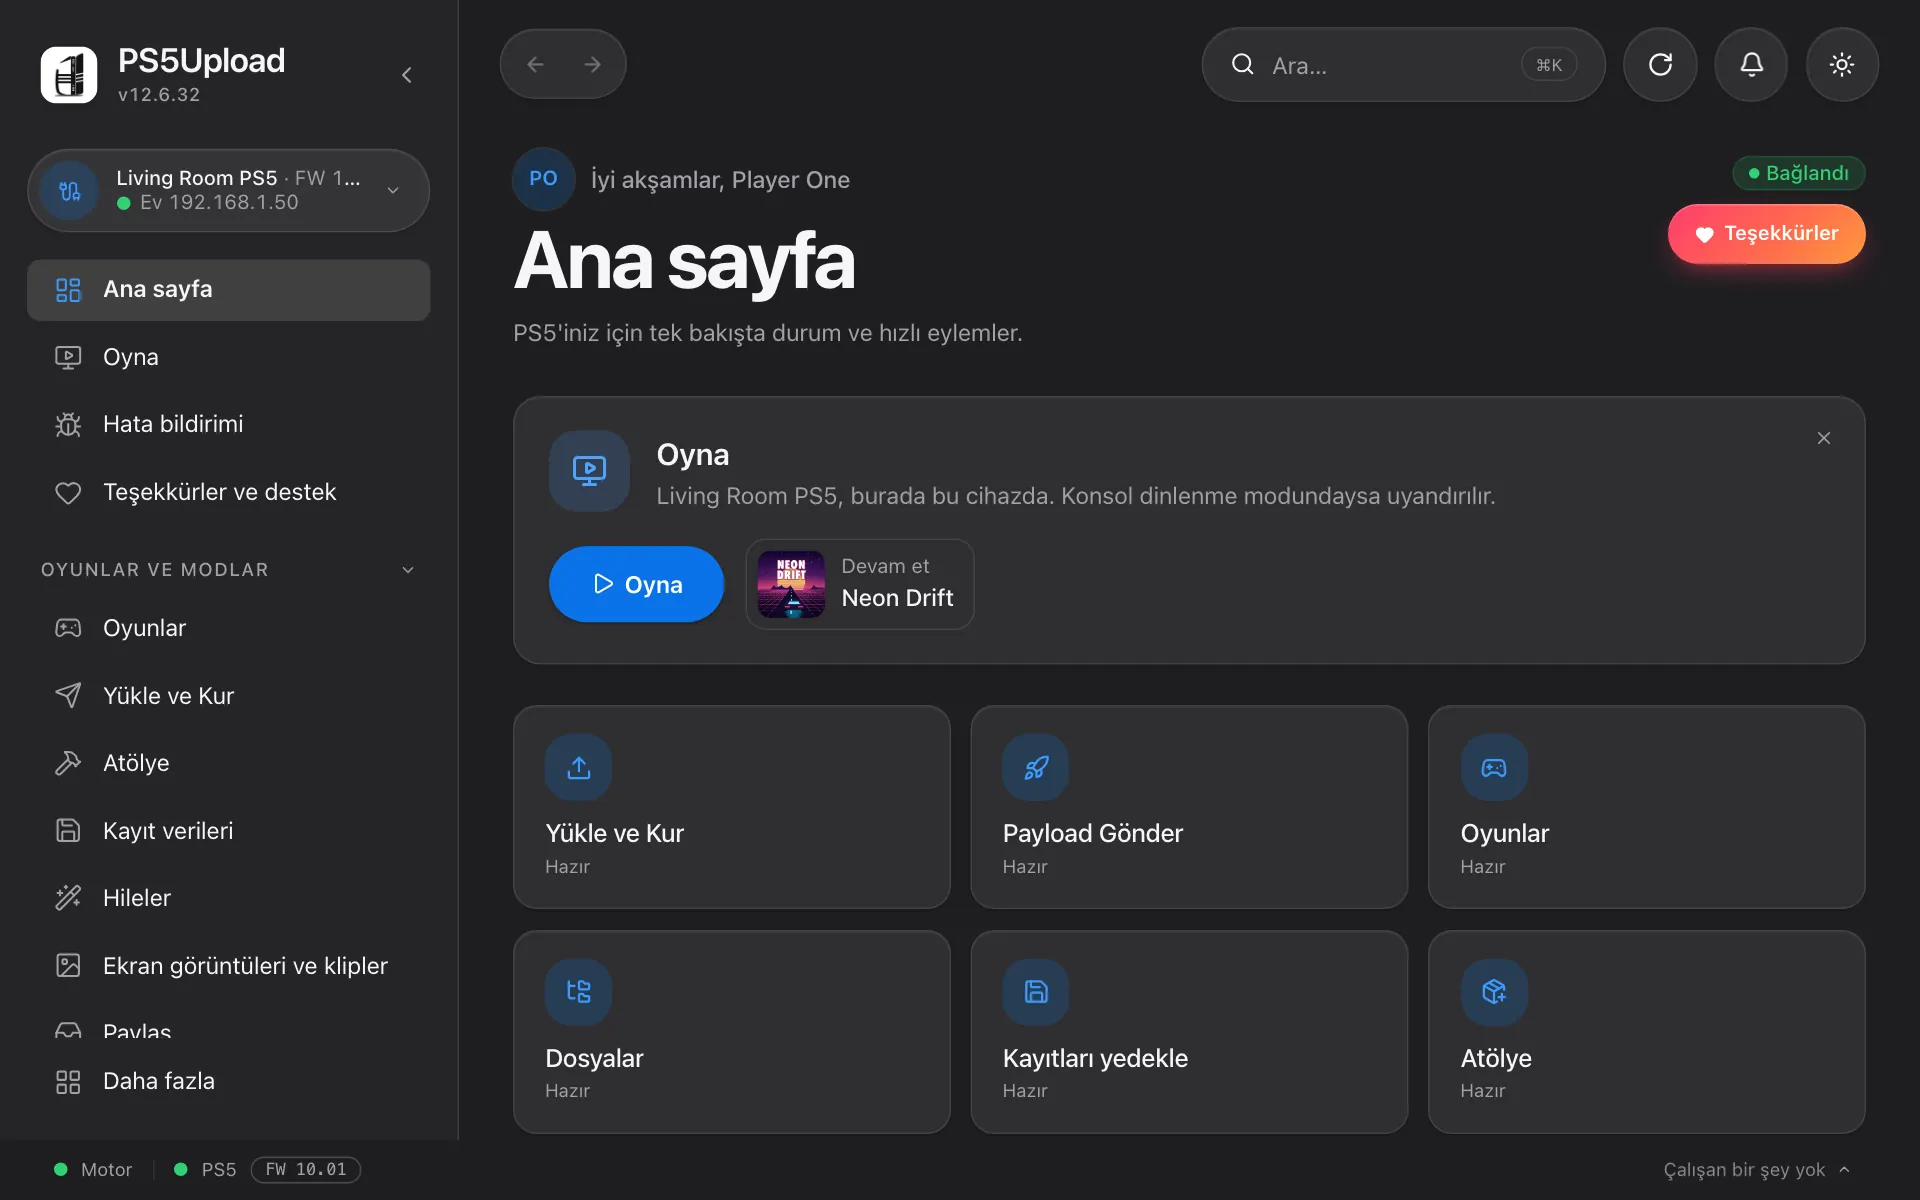 PS5Upload
v12.6.32
Living Room PS5 · FW 1...
Ev 192.168.1.50
Ana sayfa
Oyna
Hata bildirimi
Teşekkürler ve destek
OYUNLAR VE MODLAR
Oyunlar
Yükle ve Kur
Atölye
Kayıt verileri
Hileler
Ekran görüntüleri ve klipler
Paylaş
Daha fazla
Ara...
⌘K
PO
İyi akşamlar, Player One
Bağlandı
Teşekkürler
Ana sayfa
PS5'iniz için tek bakışta durum ve hızlı eylemler.
Oyna
Living Room PS5, burada bu cihazda. Konsol dinlenme modundaysa uyandırılır.
Oyna
NEON
DRIFT
Devam et
Neon Drift
Yükle ve Kur
Hazır
Payload Gönder
Hazır
Oyunlar
Hazır
Dosyalar
Hazır
Kayıtları yedekle
Hazır
Atölye
Hazır
Motor
PS5
FW 10.01
Çalışan bir şey yok